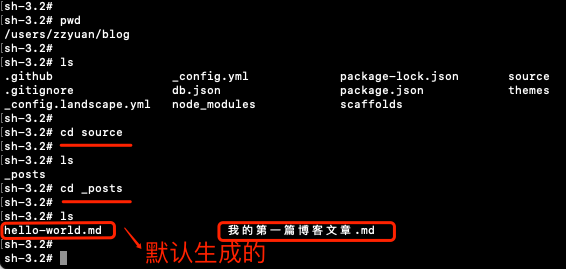 sh-3.2#
sh-3.2# pwd
/users/zzyuan/blog
sh-3.2#
sh-3.2# ls
.github _config.yml package-lock.json source
.gitignore db.json package.json themes
_config.landscape.yml node_modules scaffolds
sh-3.2#
sh-3.2# cd source
sh-3.2#
sh-3.2# ls
_posts
sh-3.2# cd _posts
sh-3.2#
sh-3.2# ls
hello-world.md 我的第一篇博客文章.md
sh-3.2# 默认生成的
sh-3.2#